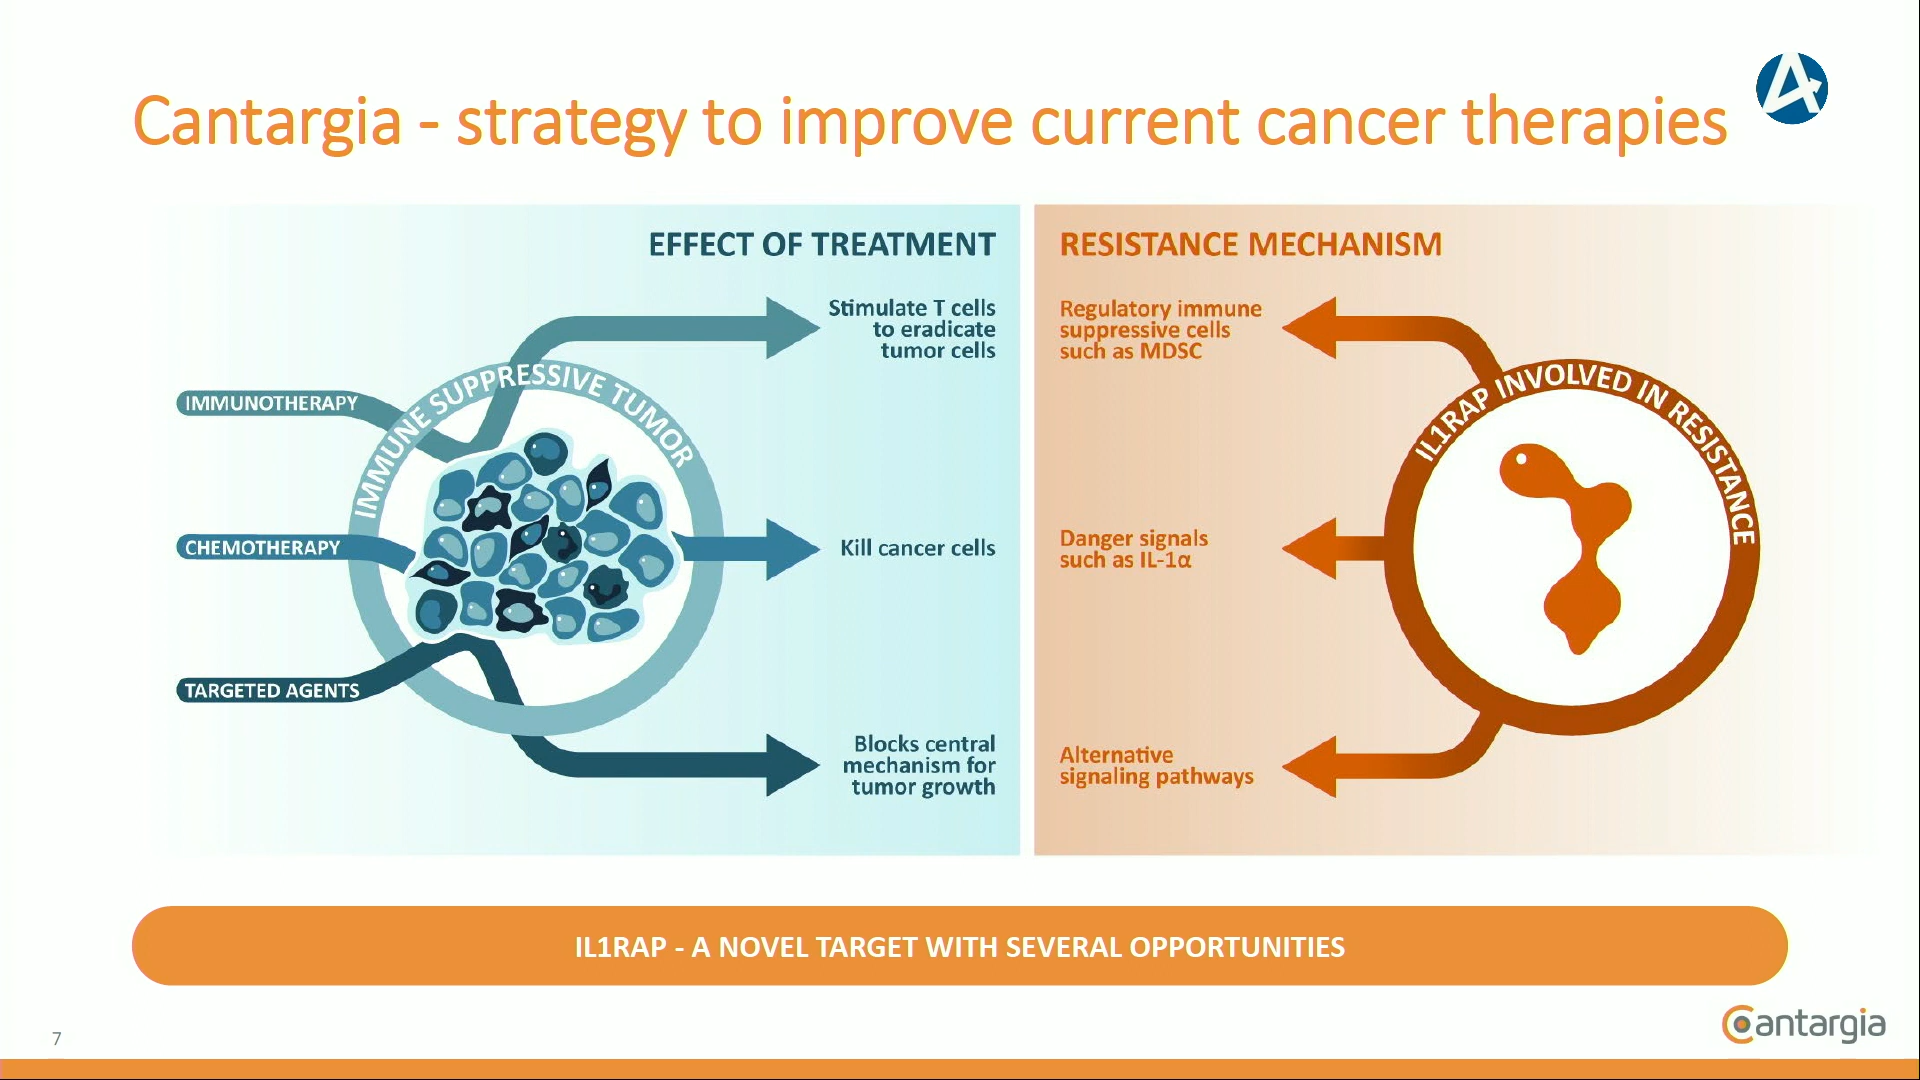 Cantargia - strategy to improve current cancer therapies
EFFECT OF TREATMENT
IMMUNOTHERAPY
CHEMOTHERAPY
TARGETED AGENTS
IMMUNE SUPPRESSIVE TUMOR
Stimulate T cells
to eradicate
tumor cells
Kill cancer cells
Blocks central
mechanism for
tumor growth
RESISTANCE MECHANISM
Regulatory immune
suppressive cells
such as MDSC
Danger signals
such as IL-1α
Alternative
signaling pathways
IL1RAP INVOLVED IN RESISTANCE
IL1RAP - A NOVEL TARGET WITH SEVERAL OPPORTUNITIES
7
Cantargia